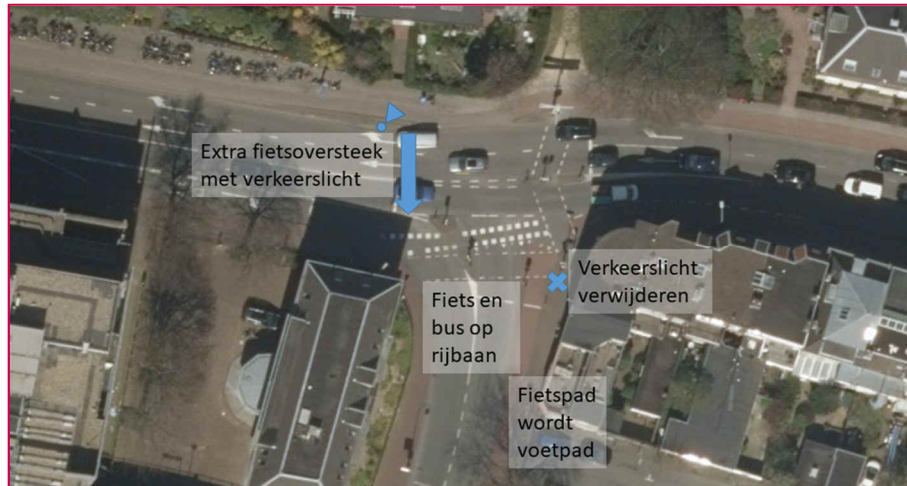 Extra fietsoversteek
met verkeerslicht
Verkeerslicht
verwijderen
Fiets en
bus op
rijbaan
Fietspad
wordt
voetpad